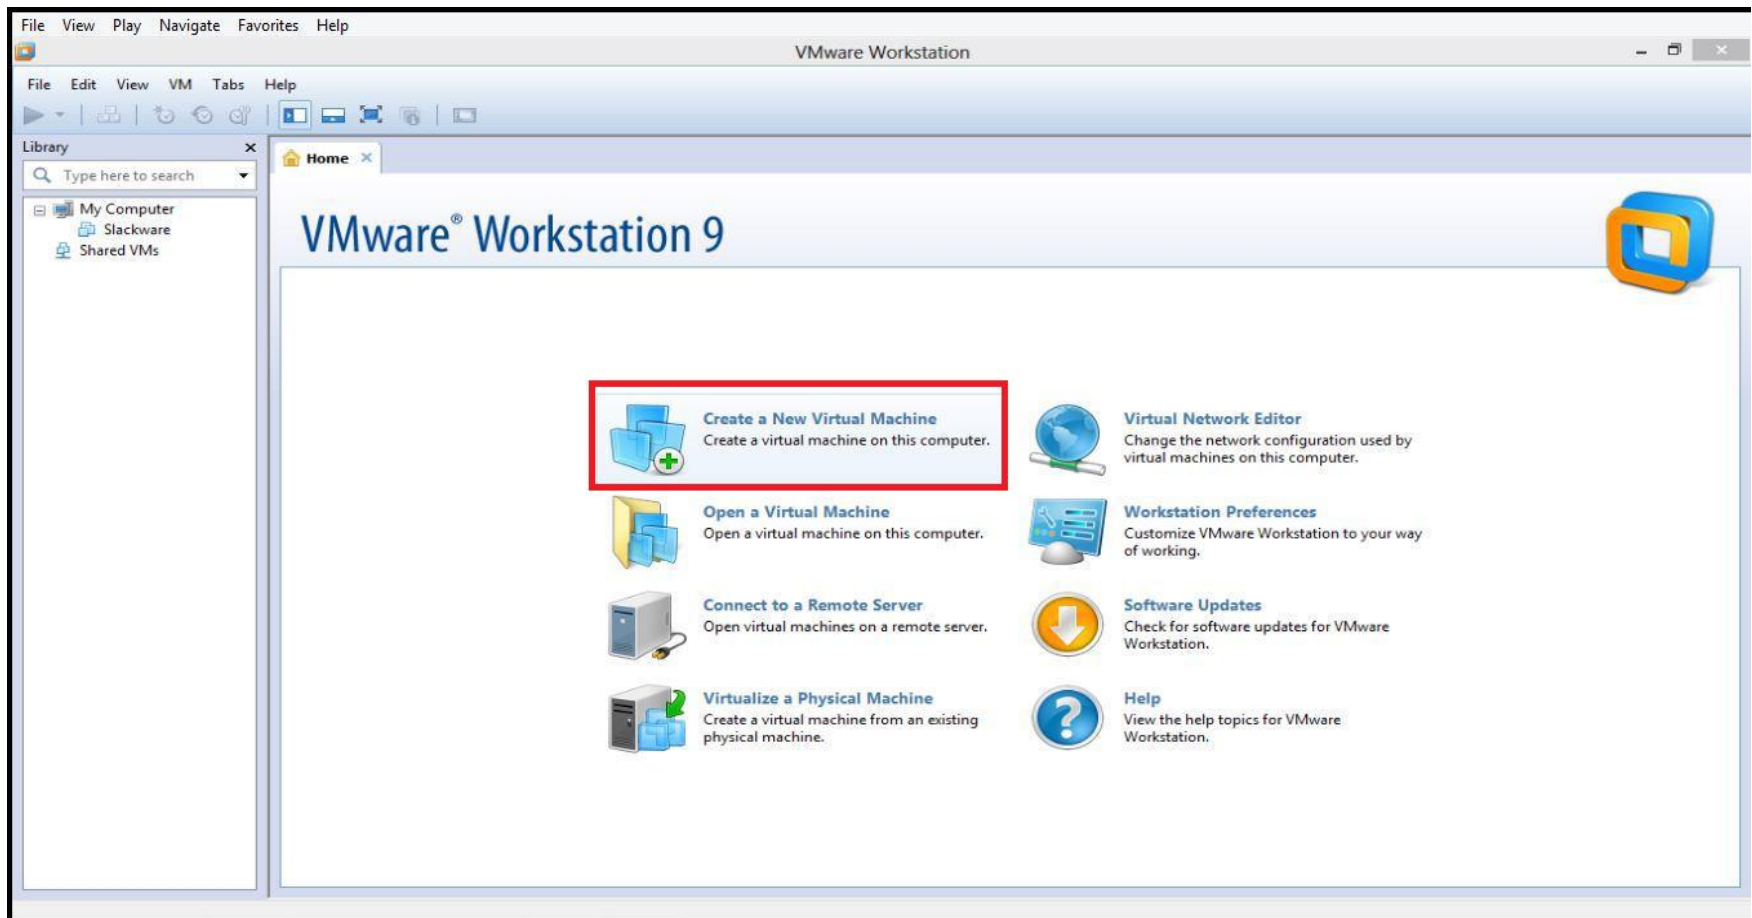 File View Play Navigate Favorites Help
VMware Workstation
File Edit View VM Tabs Help
Library
Home
Type here to search
My Computer
Slackware
Shared VMs
VMware® Workstation 9
Create a New Virtual Machine
Create a virtual machine on this computer.
Open a Virtual Machine
Open a virtual machine on this computer.
Connect to a Remote Server
Open virtual machines on a remote server.
Virtualize a Physical Machine
Create a virtual machine from an existing
physical machine.
Virtual Network Editor
Change the network configuration used by
virtual machines on this computer.
Workstation Preferences
Customize VMware Workstation to your way
of working.
Software Updates
Check for software updates for VMware
Workstation.
Help
View the help topics for VMware
Workstation.